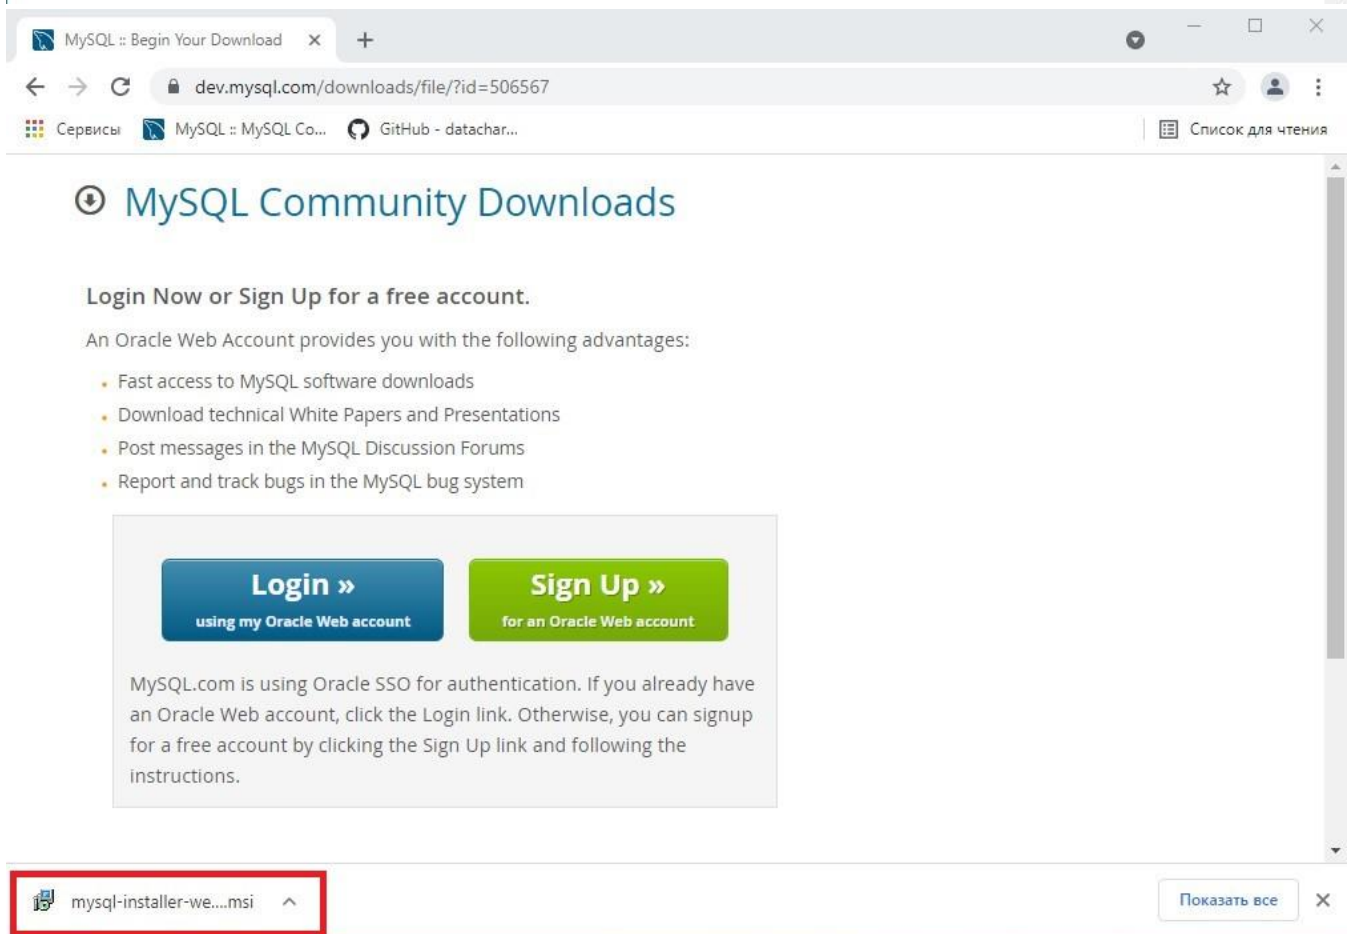 MySQL :: Begin Your Download
dev.mysql.com/downloads/file/?id=506567
Сервисы MySQL :: MySQL Co... GitHub - datachar... Список для чтения
MySQL Community Downloads
Login Now or Sign Up for a free account.
An Oracle Web Account provides you with the following advantages:
Fast access to MySQL software downloads
Download technical White Papers and Presentations
Post messages in the MySQL Discussion Forums
Report and track bugs in the MySQL bug system
Login »
using my Oracle Web account
Sign Up »
for an Oracle Web account
MySQL.com is using Oracle SSO for authentication. If you already have
an Oracle Web account, click the Login link. Otherwise, you can signup
for a free account by clicking the Sign Up link and following the
instructions.
mysql-installer-we....msi Показать все